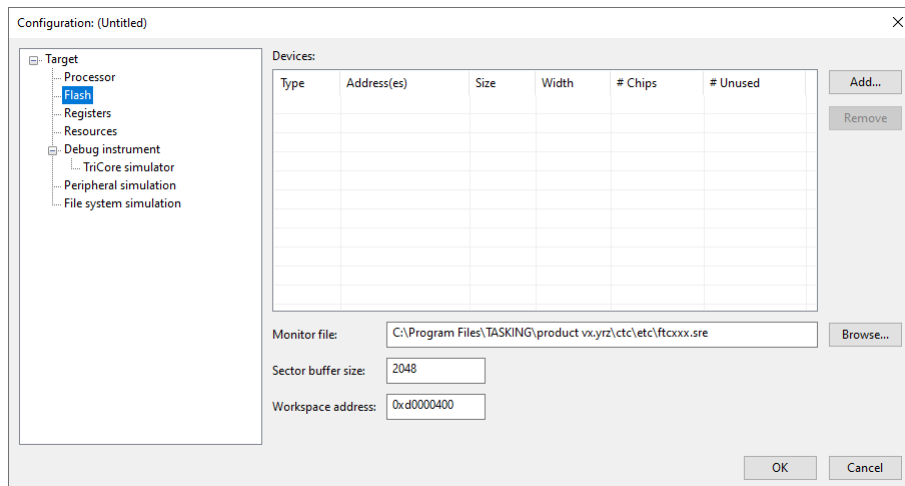 Configuration: (Untitled)
Target
Processor
Flash
Registers
Resources
Debug instrument
TriCore simulator
Peripheral simulation
File system simulation
Devices:
Type Address(es) Size Width # Chips # Unused
Add...
Remove
Monitor file: C:\Program Files\TASKING\product vx.yrz\ctc\etc\ftcxxx.sre Browse...
Sector buffer size: 2048
Workspace address: 0xd0000400
OK Cancel